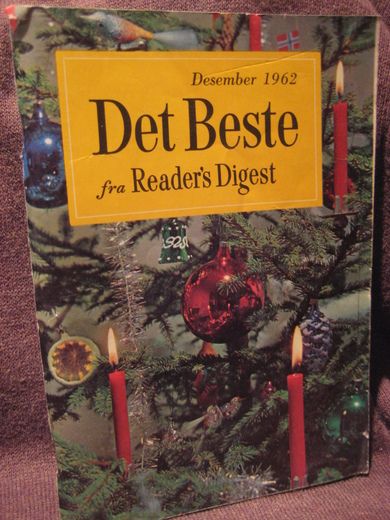 Desember 1962
Det Beste
fra Reader's Digest